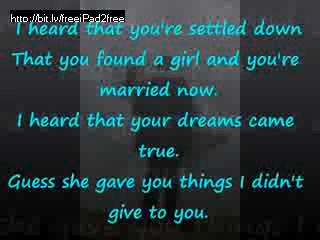 http://bit.lv/freeiPad2free
I heard that you're settled down
That you found a girl and you're
married now.
I heard that your dreams came
true.
Guess she gave you things I didn't
give to you.